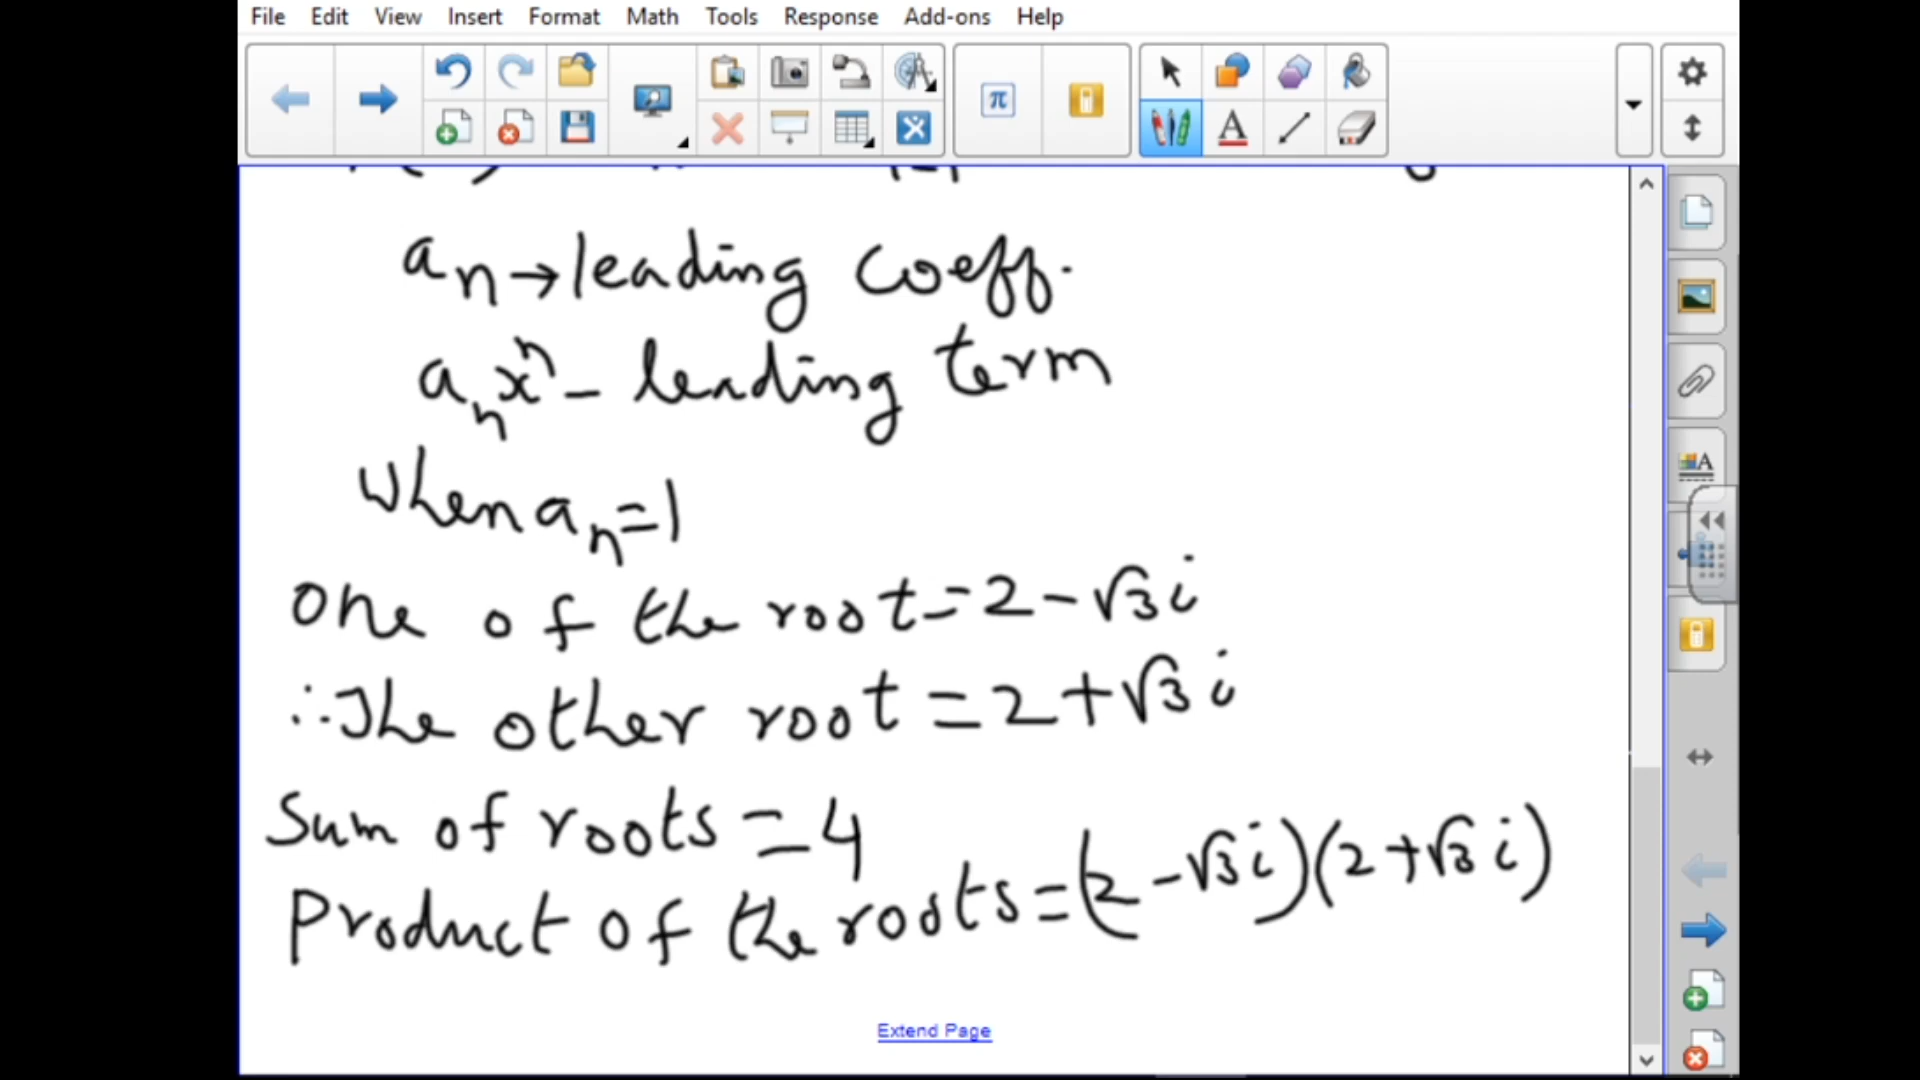 File Edit View Insert Format Math Tools Response Add-ons Help
aₙ→leading coeff.
aₙxⁿ – leading term
When aₙ=1
One of the root = 2 - √3 i
∴ The other root = 2 + √3 i
Sum of roots = 4
Product of the roots = (2 - √3 i)(2 + √3 i)
Extend Page